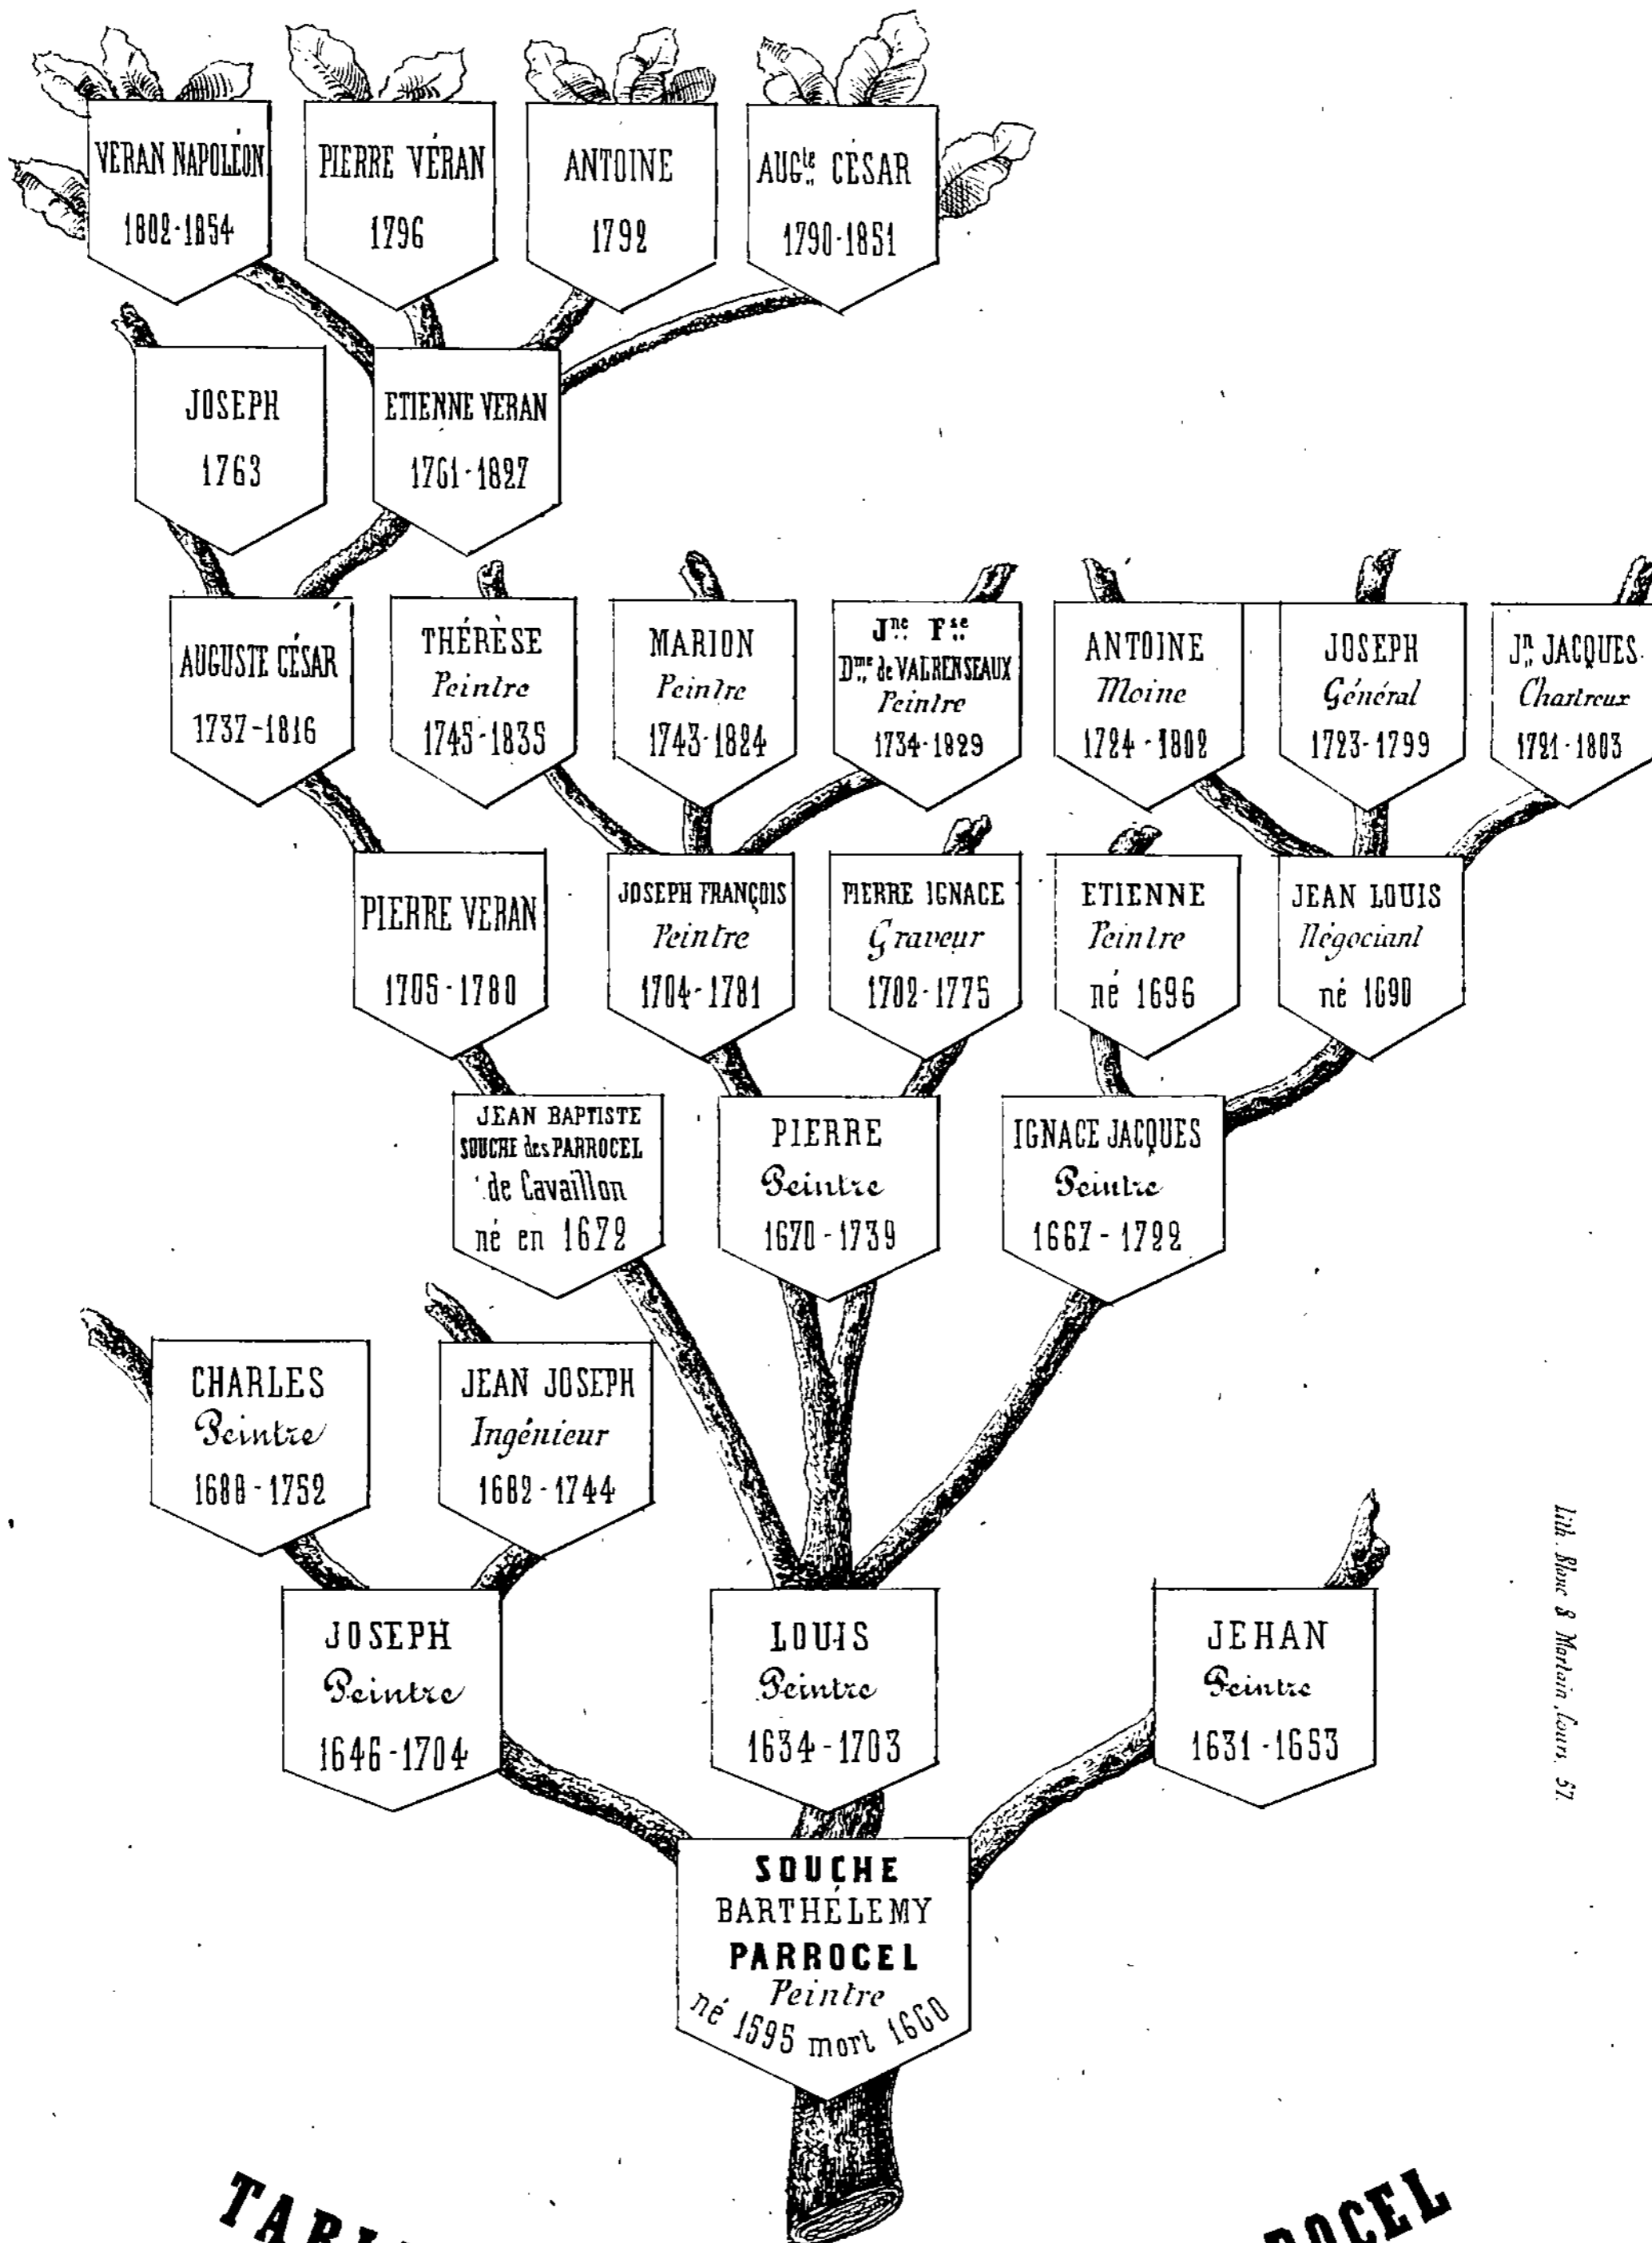 VERAN NAPOLÉON
1802-1854
PIERRE VÉRAN
1796
ANTOINE
1792
AUGte CÉSAR
1790-1851
JOSEPH
1763
ETIENNE VERAN
1761-1827
AUGUSTE CÉSAR
1737-1816
THÉRÈSE
Peintre
1745-1835
MARION
Peintre
1743-1824
Jne Fse
Dme de VALRENSEAUX
Peintre
1734-1829
ANTOINE
Moine
1724-1802
JOSEPH
Général
1723-1799
Jn JACQUES
Chartreux
1721-1803
PIERRE VERAN
1705-1780
JOSEPH FRANÇOIS
Peintre
1704-1781
PIERRE IGNACE
Graveur
1702-1775
ETIENNE
Peintre
né 1696
JEAN LOUIS
Négociant
né 1690
JEAN BAPTISTE
SOUCHE des PARROCEL
de Cavaillon
né en 1672
PIERRE
Peintre
1670-1739
IGNACE JACQUES
Peintre
1667-1722
CHARLES
Peintre
1688-1752
JEAN JOSEPH
Ingénieur
1682-1744
JOSEPH
Peintre
1646-1704
LOUIS
Peintre
1634-1703
JEHAN
Peintre
1631-1653
SOUCHE
BARTHÉLEMY
PARROCEL
Peintre
né 1595 mort 1660
Lith. Blanc &